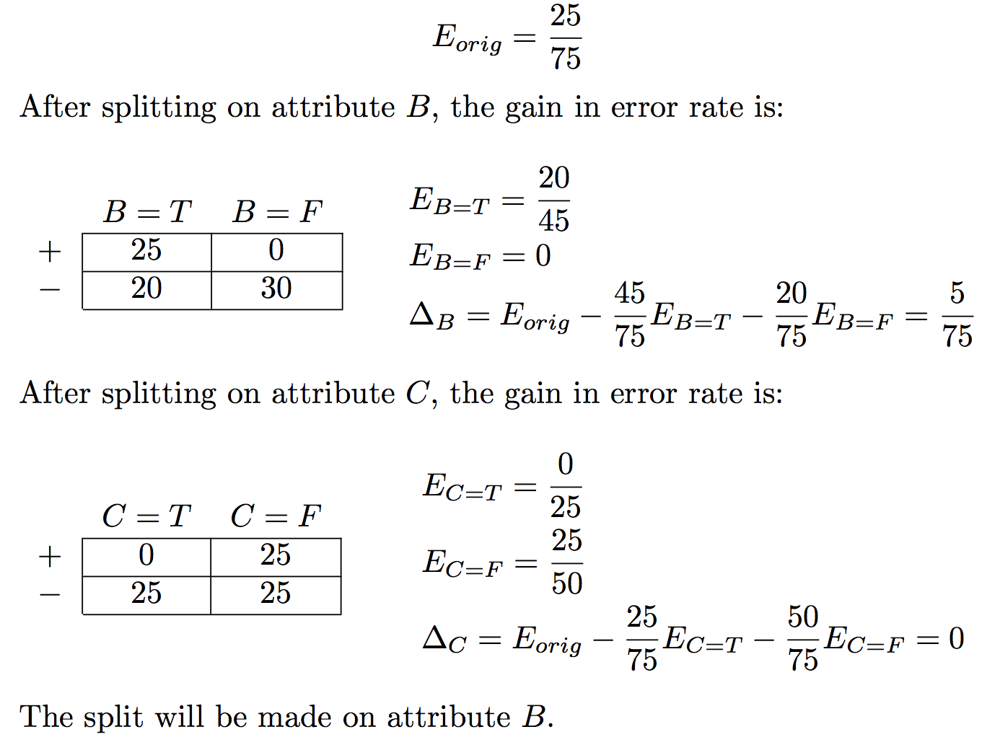 E_{orig} = \frac{25}{75}
After splitting on attribute B, the gain in error rate is:
B = T B = F
+ 25 0
− 20 30
E_{B=T} = \frac{20}{45}
E_{B=F} = 0
Δ_B = E_{orig} − \frac{45}{75}E_{B=T} − \frac{20}{75}E_{B=F} = \frac{5}{75}
After splitting on attribute C, the gain in error rate is:
C = T C = F
+ 0 25
− 25 25
E_{C=T} = \frac{0}{25}
E_{C=F} = \frac{25}{50}
Δ_C = E_{orig} − \frac{25}{75}E_{C=T} − \frac{50}{75}E_{C=F} = 0
The split will be made on attribute B.